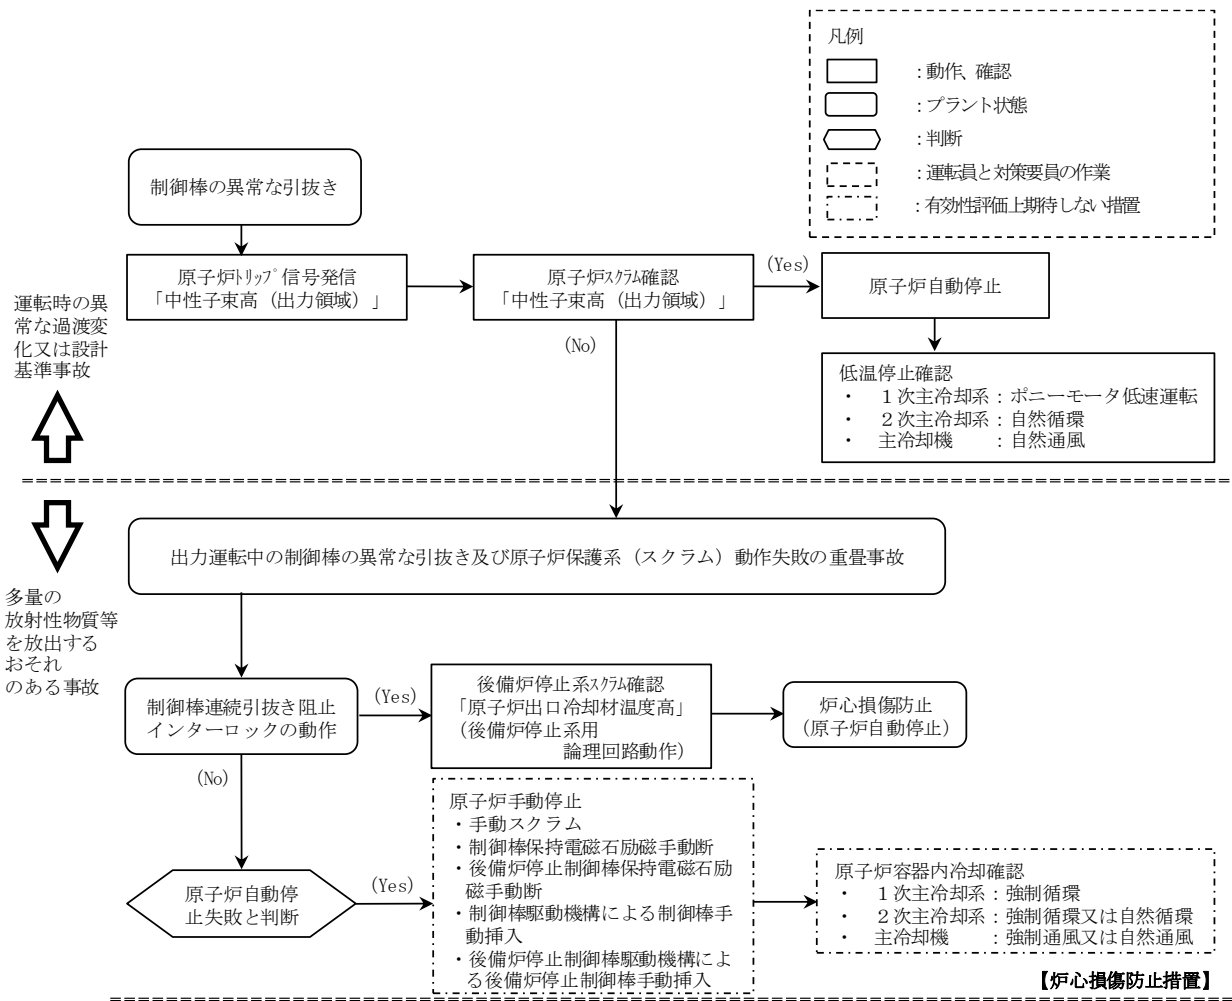 凡例
：動作、確認
：プラント状態
：判断
：運転員と対策要員の作業
：有効性評価上期待しない措置
制御棒の異常な引抜き
原子炉ﾄﾘｯﾌﾟ信号発信
「中性子束高（出力領域）」
原子炉ｽｸﾗﾑ確認
「中性子束高（出力領域）」
(Yes)
原子炉自動停止
(No)
運転時の異
常な過渡変
化又は設計
基準事故
低温停止確認
・　１次主冷却系：ポニーモータ低速運転
・　２次主冷却系：自然循環
・　主冷却機　　：自然通風
出力運転中の制御棒の異常な引抜き及び原子炉保護系（スクラム）動作失敗の重畳事故
多量の
放射性物質等
を放出する
おそれ
のある事故
制御棒連続引抜き阻止
インターロックの動作
(Yes)
後備炉停止系ｽｸﾗﾑ確認
「原子炉出口冷却材温度高」
（後備炉停止系用
論理回路動作）
炉心損傷防止
（原子炉自動停止）
(No)
原子炉自動停
止失敗と判断
(Yes)
原子炉手動停止
・手動スクラム
・制御棒保持電磁石励磁手動断
・後備炉停止制御棒保持電磁石励
磁手動断
・制御棒駆動機構による制御棒手
動挿入
・後備炉停止制御棒駆動機構によ
る後備炉停止制御棒手動挿入
原子炉容器内冷却確認
・　１次主冷却系：強制循環
・　２次主冷却系：強制循環又は自然循環
・　主冷却機　　：強制通風又は自然通風
【炉心損傷防止措置】